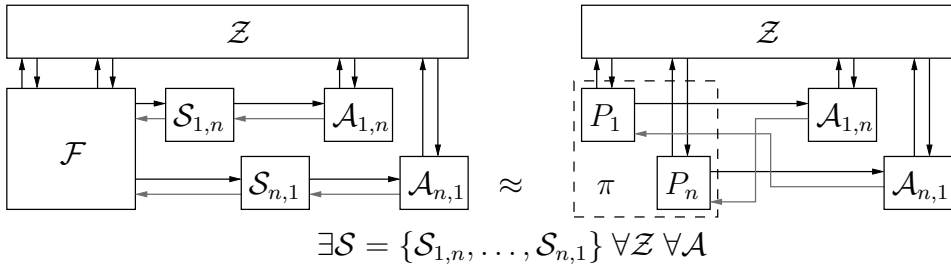 𝒵 𝒵
𝒮1,n 𝒜1,n P1 𝒜1,n
ℱ
𝒮n,1 𝒜n,1 ≈ π Pn 𝒜n,1
∃𝒮 = {𝒮1,n, . . . , 𝒮n,1} ∀𝒵 ∀𝒜